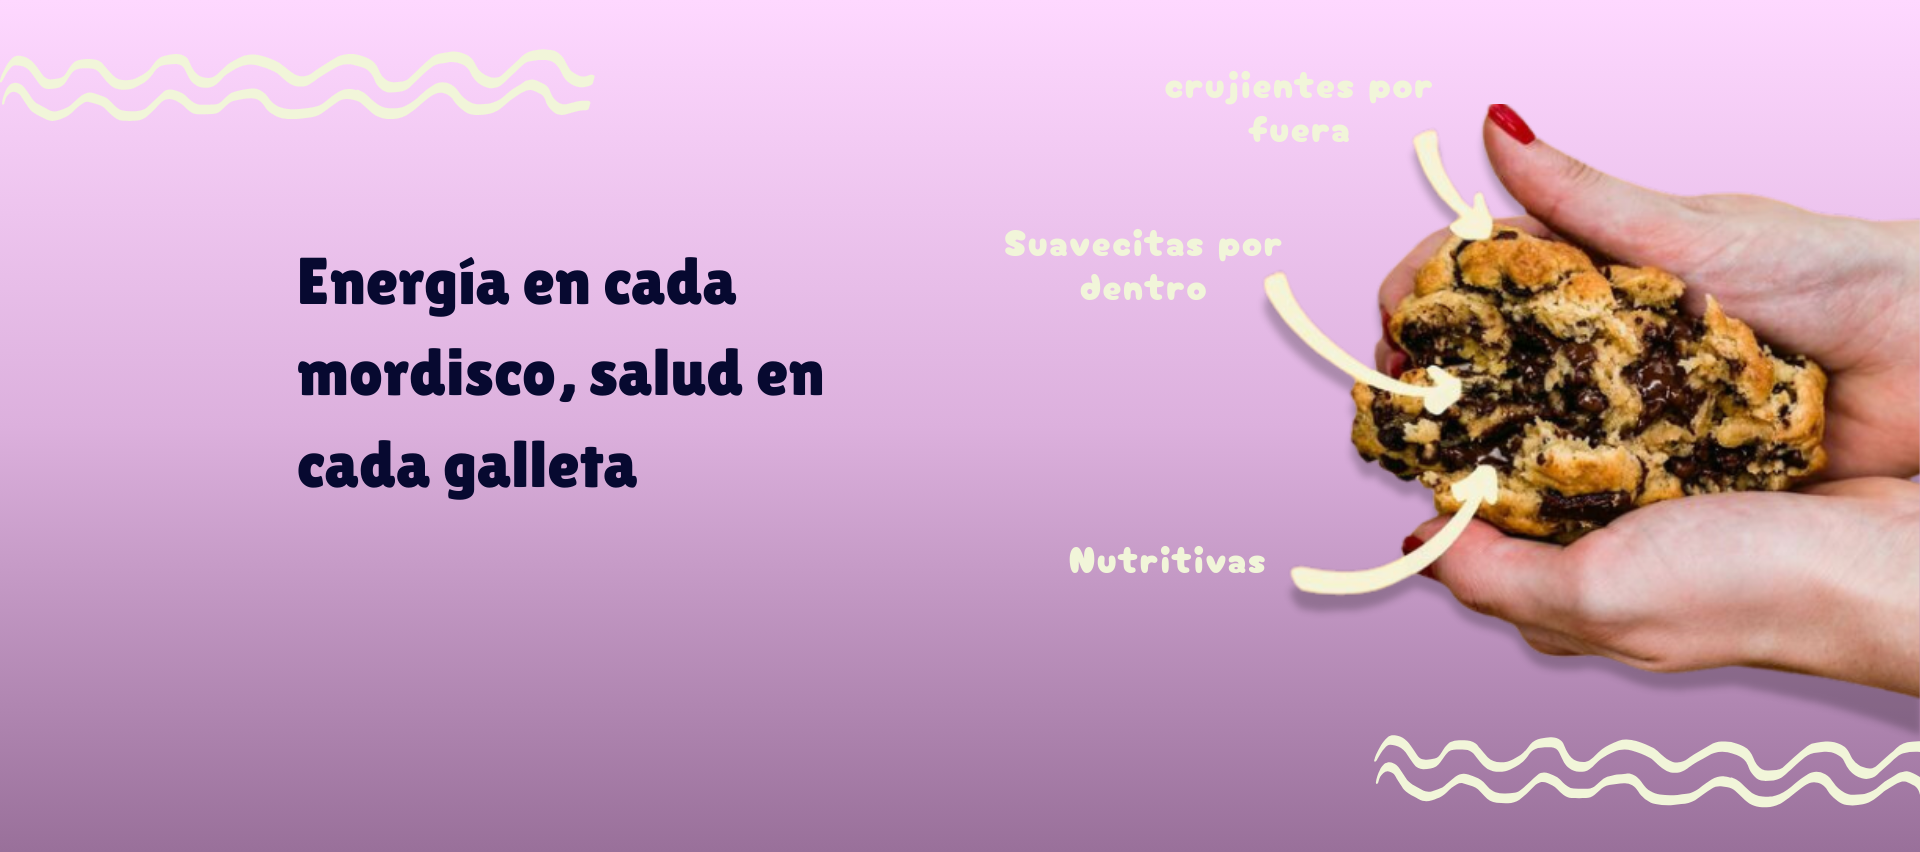 Energía en cada
mordisco, salud en
cada galleta
crujientes por
fuera
Suavecitas por
dentro
Nutritivas